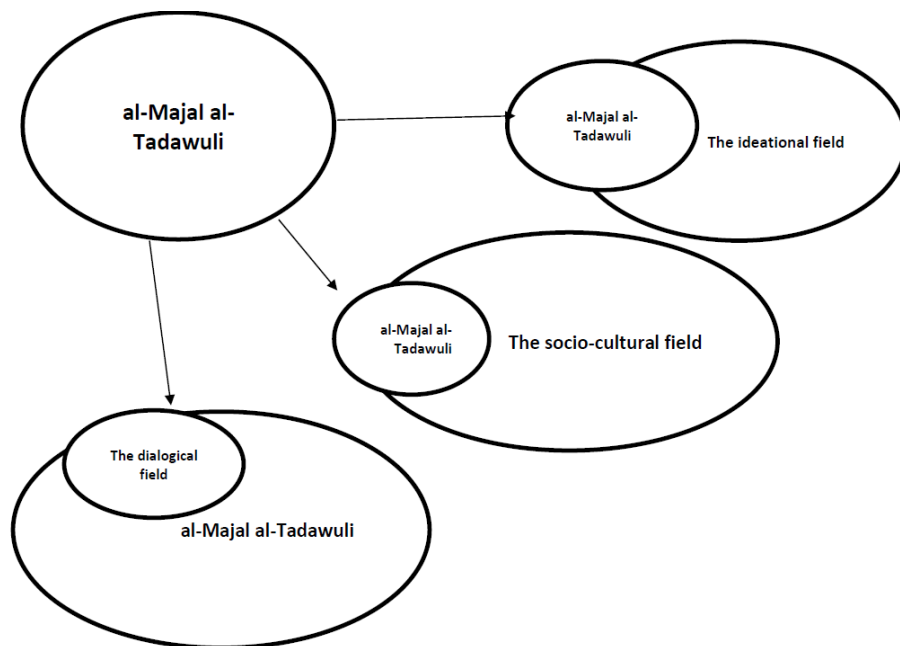 al-Majal al-
Tadawuli
al-Majal al-
Tadawuli
The ideational field
al-Majal al-
Tadawuli
The socio-cultural field
The dialogical
field
al-Majal al-Tadawuli